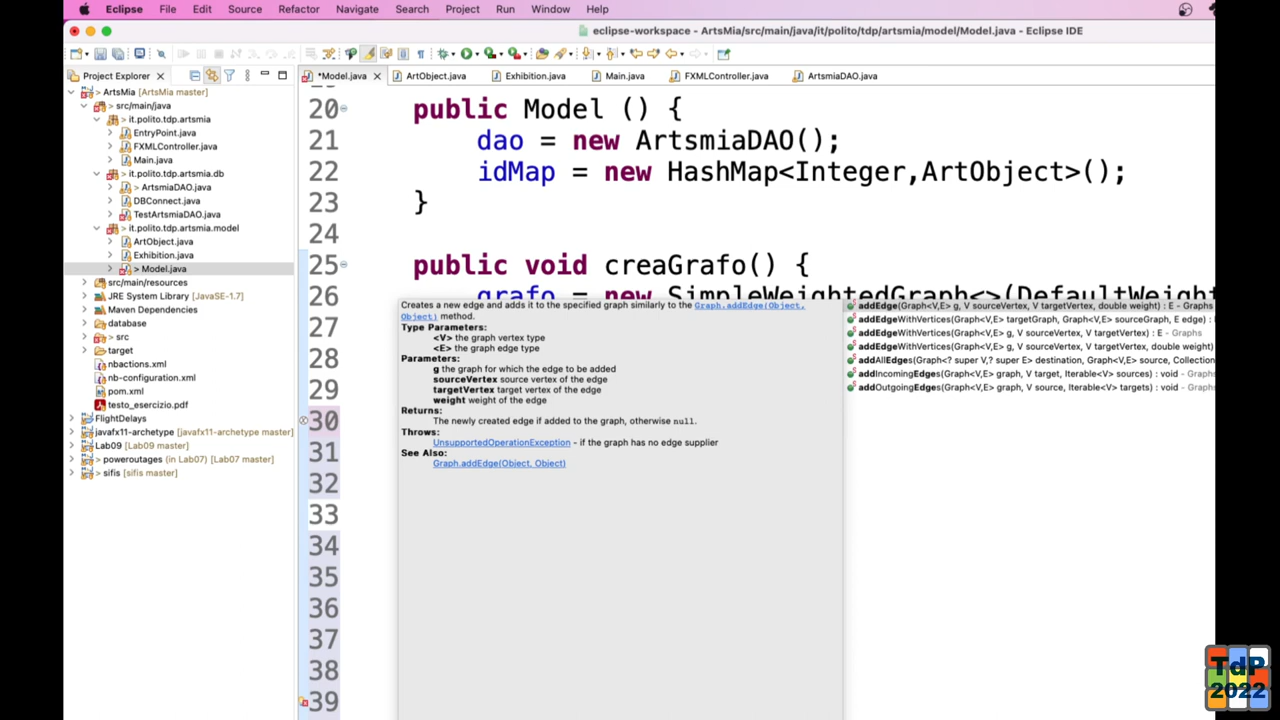 Eclipse File Edit Source Refactor Navigate Search Project Run Window Help
eclipse-workspace - ArtsMia/src/main/java/it/polito/tdp/artsmia/model/Model.java - Eclipse IDE
Project Explorer
*Model.java ArtObject.java Exhibition.java Main.java FXMLController.java ArtsmiaDAO.java
> ArtsMia [ArtsMia master]
> src/main/java
> it.polito.tdp.artsmia
EntryPoint.java
FXMLController.java
Main.java
> it.polito.tdp.artsmia.db
> ArtsmiaDAO.java
DBConnect.java
TestArtsmiaDAO.java
> it.polito.tdp.artsmia.model
ArtObject.java
Exhibition.java
> Model.java
src/main/resources
JRE System Library [JavaSE-1.7]
Maven Dependencies
database
> src
target
nbactions.xml
nb-configuration.xml
pom.xml
testo_esercizio.pdf
FlightDelays
javafx11-archetype [javafx11-archetype master]
Lab09 [Lab09 master]
> poweroutages (in Lab07) [Lab07 master]
> sifis [sifis master]
20 public Model () {
21 dao = new ArtsmiaDAO();
22 idMap = new HashMap<Integer,ArtObject>();
23 }
24
25 public void creaGrafo() {
26 grafo = new SimpleWeightedGraph<>(DefaultWeight
27
28
29
30
31
32
33
34
35
36
37
38
39
Creates a new edge and adds it to the specified graph similarly to the Graph.addEdge(Object,
Object) method.
Type Parameters:
<V> the graph vertex type
<E> the graph edge type
Parameters:
g the graph for which the edge to be added
sourceVertex source vertex of the edge
targetVertex target vertex of the edge
weight weight of the edge
Returns:
The newly created edge if added to the graph, otherwise null.
Throws:
UnsupportedOperationException - if the graph has no edge supplier
See Also:
Graph.addEdge(Object, Object)
addEdge(Graph<V,E> g, V sourceVertex, V targetVertex, double weight) : E - Graphs
addEdgeWithVertices(Graph<V,E> targetGraph, Graph<V,E> sourceGraph, E edge) :
addEdgeWithVertices(Graph<V,E> g, V sourceVertex, V targetVertex) : E - Graphs
addEdgeWithVertices(Graph<V,E> g, V sourceVertex, V targetVertex, double weight)
addAllEdges(Graph<? super V,? super E> destination, Graph<V,E> source, Collection
addIncomingEdges(Graph<V,E> graph, V target, Iterable<V> sources) : void - Graph
addOutgoingEdges(Graph<V,E> graph, V source, Iterable<V> targets) : void - Graph
TdP
2022